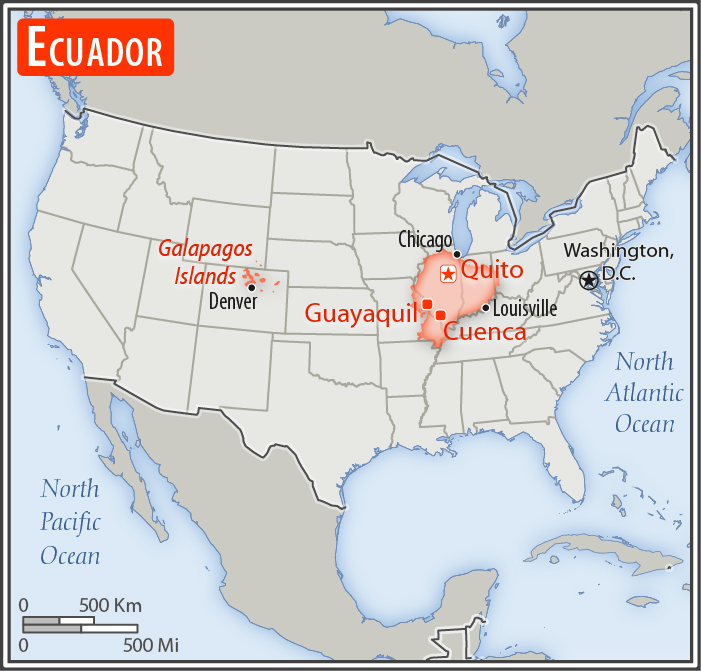 ECUADOR
Chicago
Galapagos
Islands
Quito
Washington,
D.C.
Denver
Guayaquil
Louisville
Cuenca
North
Atlantic
Ocean
North
Pacific
Ocean
0 500 Km
0 500 Mi